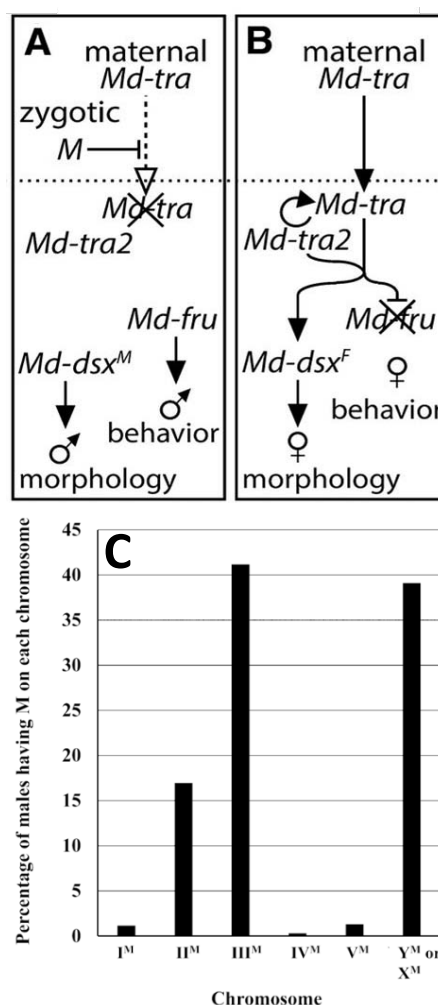 A
maternal
Md-tra
zygotic
M
Md-tra
Md-tra2
Md-fru
Md-dsxᴹ
♂
♂
behavior
morphology
B
maternal
Md-tra
Md-tra
Md-tra2
Md-fru
Md-dsxF
♀
behavior
♀
morphology
C
Percentage of males having M on each chromosome
45
40
35
30
25
20
15
10
5
0
Iᴹ IIᴹ IIIᴹ IVᴹ Vᴹ Yᴹ or
Xᴹ
Chromosome